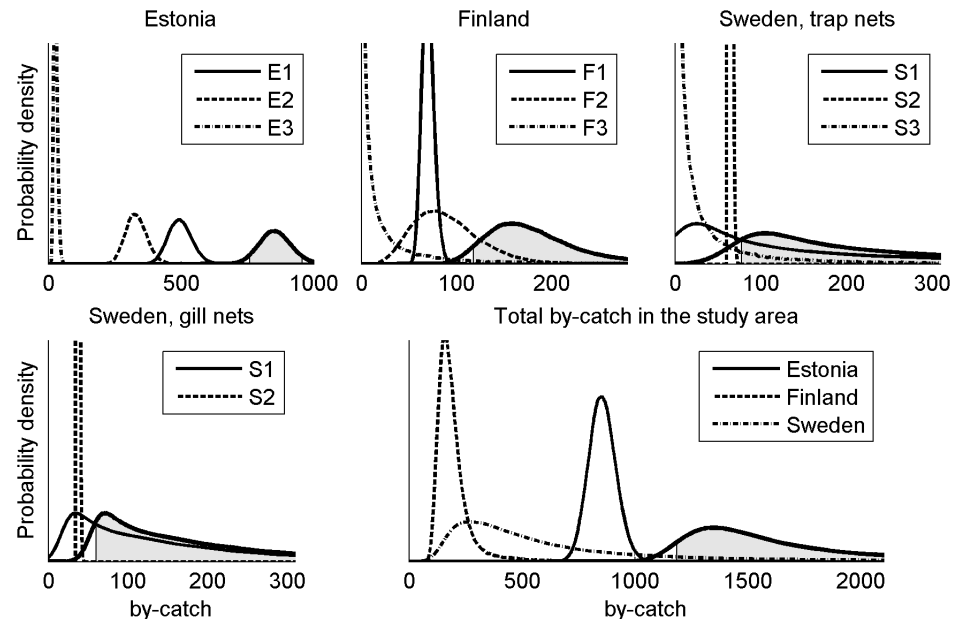 Estonia
Probability density
E1
E2
E3
0 500 1000
Finland
F1
F2
F3
0 100 200
Sweden, trap nets
S1
S2
S3
0 100 200 300
Sweden, gill nets
Probability density
S1
S2
0 100 200 300
by-catch
Total by-catch in the study area
Estonia
Finland
Sweden
0 500 1000 1500 2000
by-catch